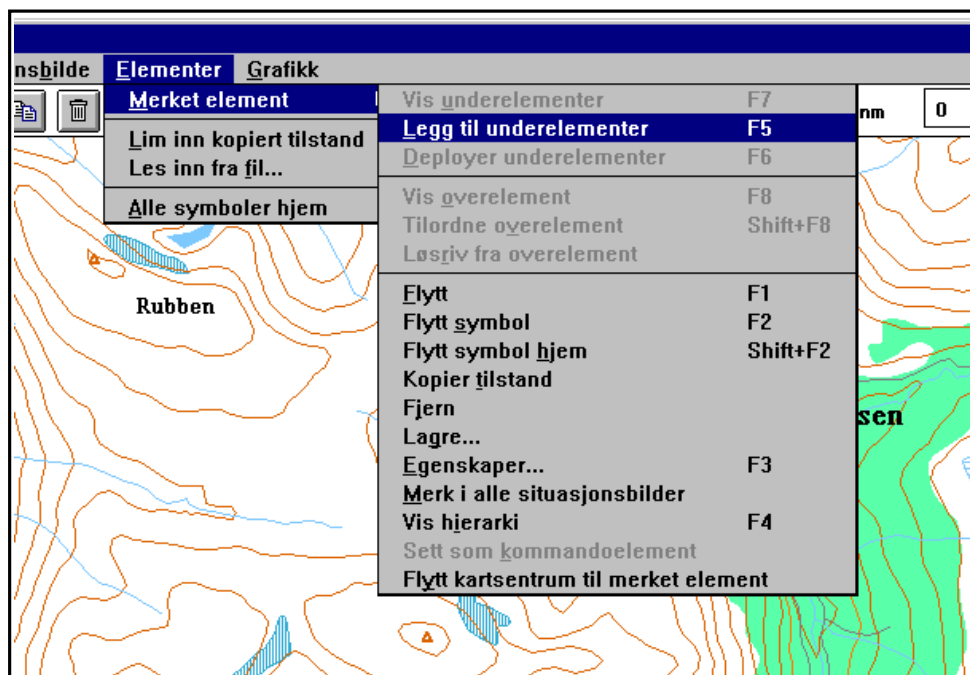 nsbilde Elementer Grafikk
Merket element
Lim inn kopiert tilstand
Les inn fra fil...
Alle symboler hjem
Vis underelementer F7
Legg til underelementer F5
Deployer underelementer F6
Vis overelement F8
Tilordne overelement Shift+F8
Løsriv fra overelement
Flytt F1
Flytt symbol F2
Flytt symbol hjem Shift+F2
Kopier tilstand
Fjern
Lagre...
Egenskaper... F3
Merk i alle situasjonsbilder
Vis hierarki F4
Sett som kommandoelement
Flytt kartsentrum til merket element
nm 0
Rubben
sen